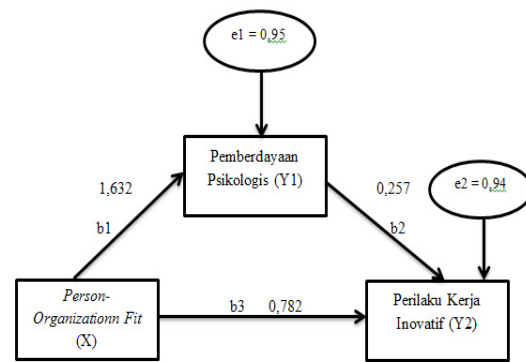 e1 = 0,95
Pemberdayaan
Psikologis (Y1)
1,632
0,257
e2 = 0,94
b1
b2
Person-
Organizationn Fit
(X)
b3 0,782
Perilaku Kerja
Inovatif (Y2)